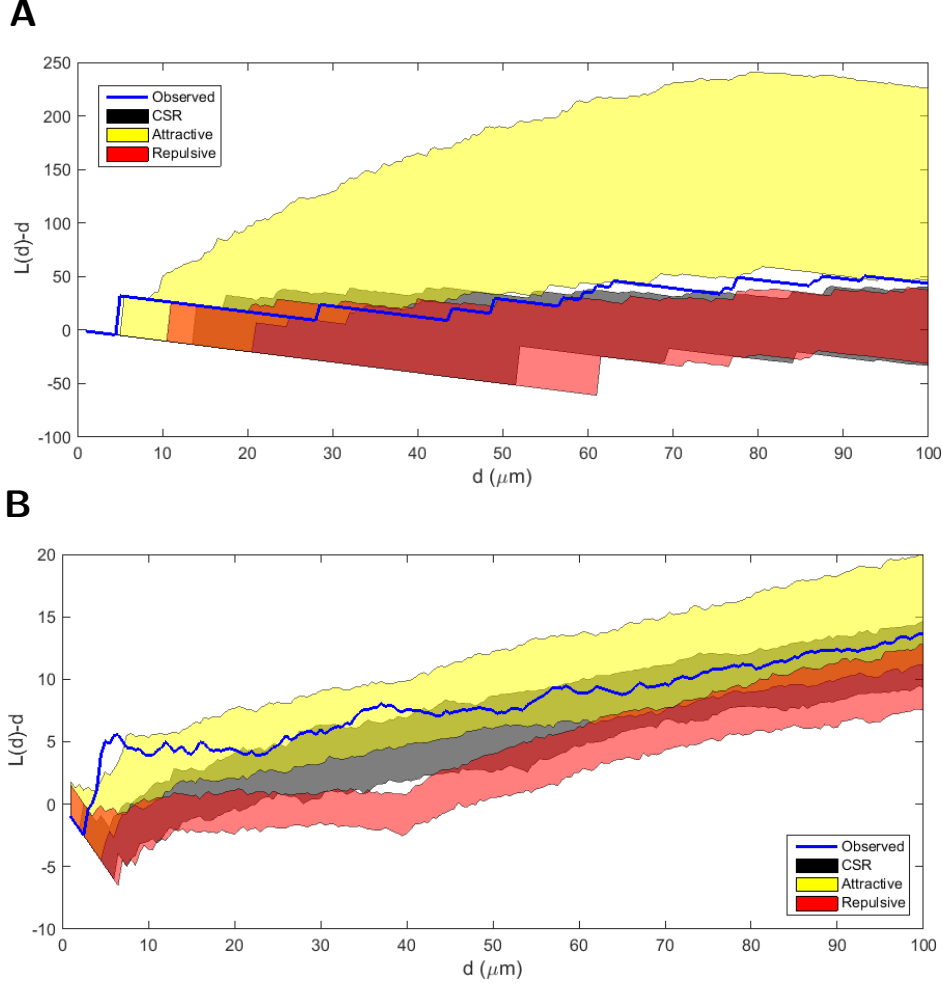 A
250
200
150
100
50
0
-50
-100
L(d)-d
Observed
CSR
Attractive
Repulsive
0 10 20 30 40 50 60 70 80 90 100
d (μm)
B
20
15
10
5
0
-5
-10
L(d)-d
Observed
CSR
Attractive
Repulsive
0 10 20 30 40 50 60 70 80 90 100
d (μm)